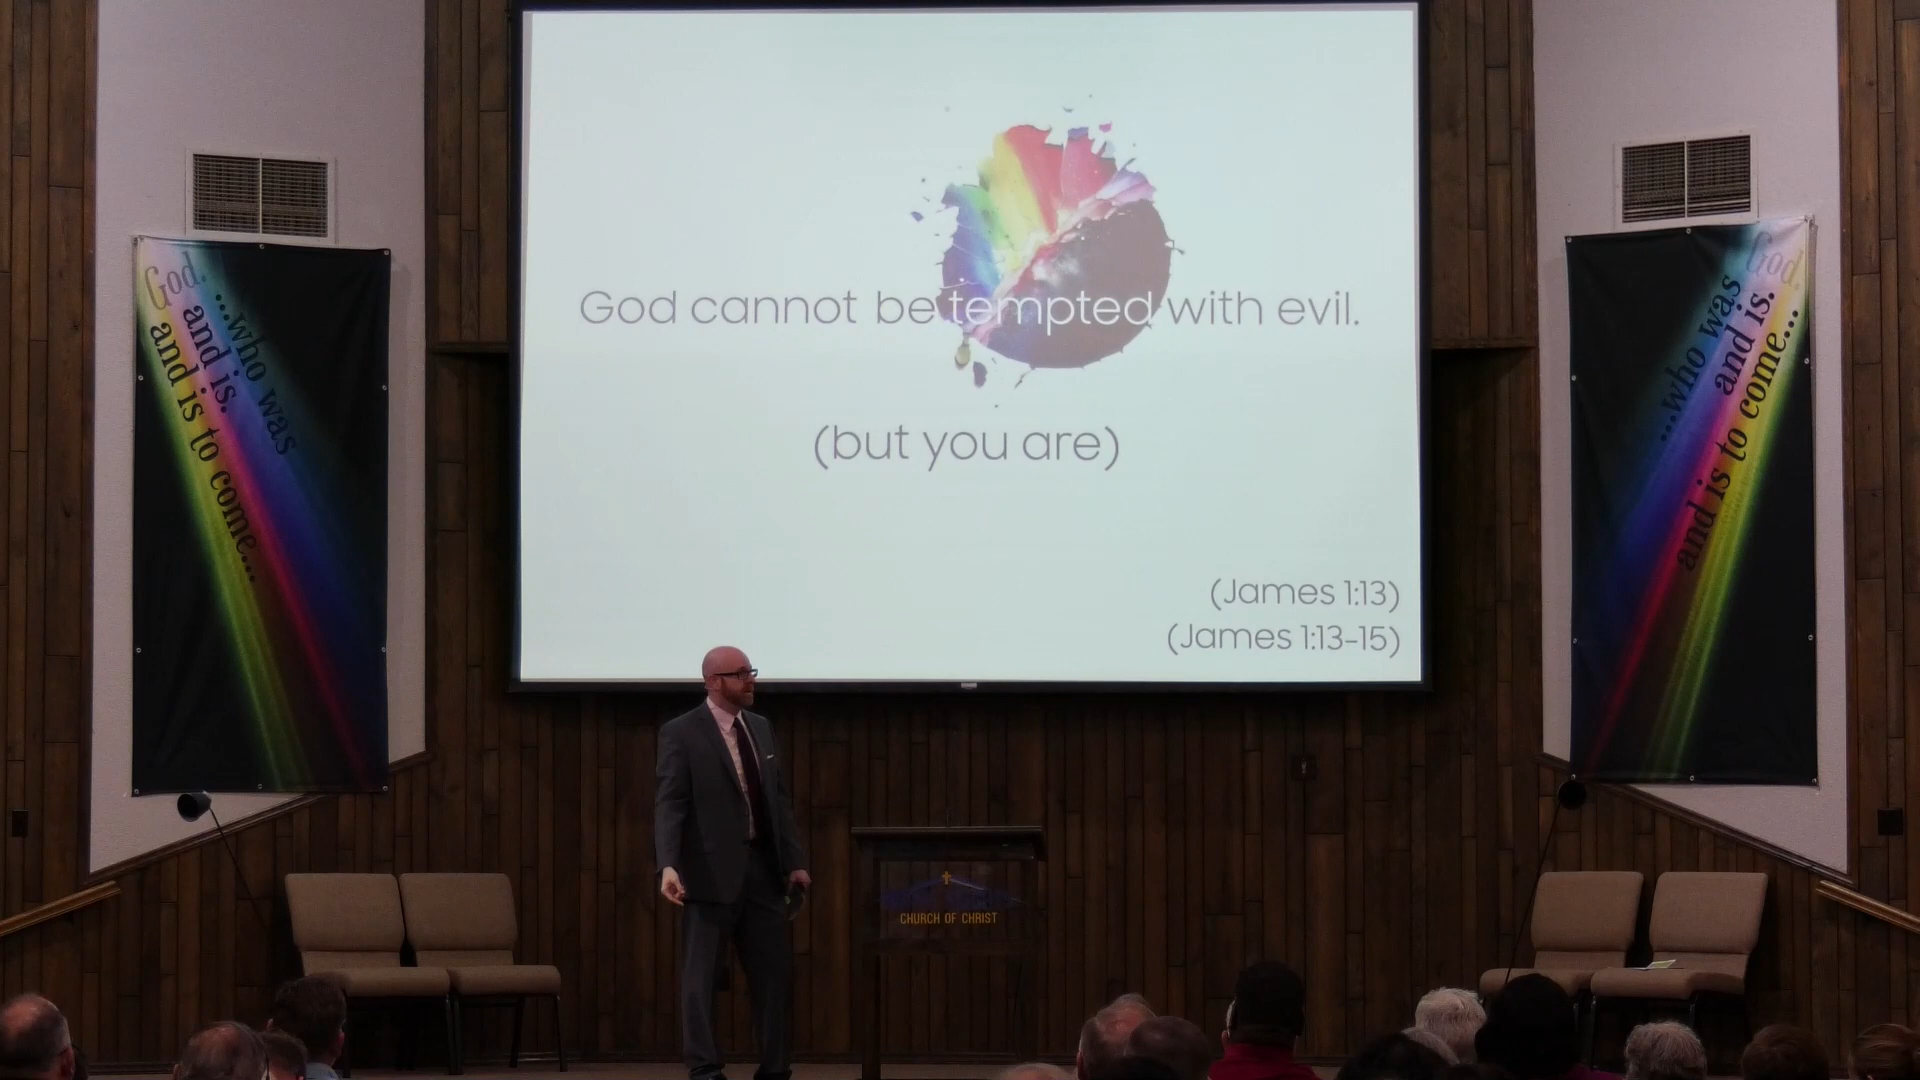 God cannot be tempted with evil.
(but you are)
(James 1:13)
(James 1:13-15)
God.
...who was
and is.
and is to come...
God.
...who was
and is.
and is to come...
CHURCH OF CHRIST